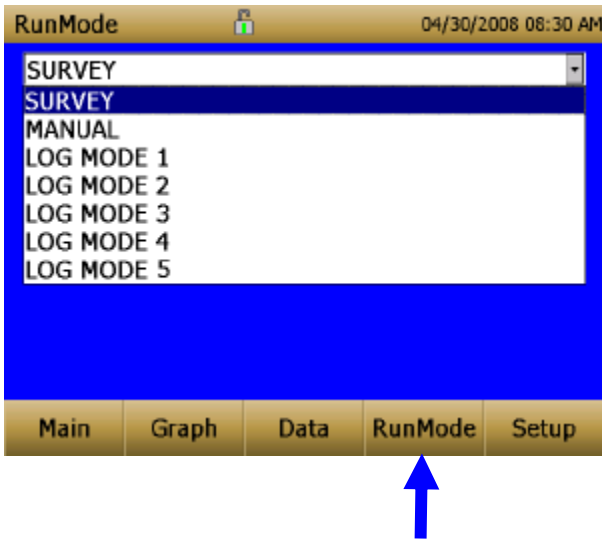 RunMode 04/30/2008 08:30 AM
SURVEY
SURVEY
MANUAL
LOG MODE 1
LOG MODE 2
LOG MODE 3
LOG MODE 4
LOG MODE 5
Main Graph Data RunMode Setup